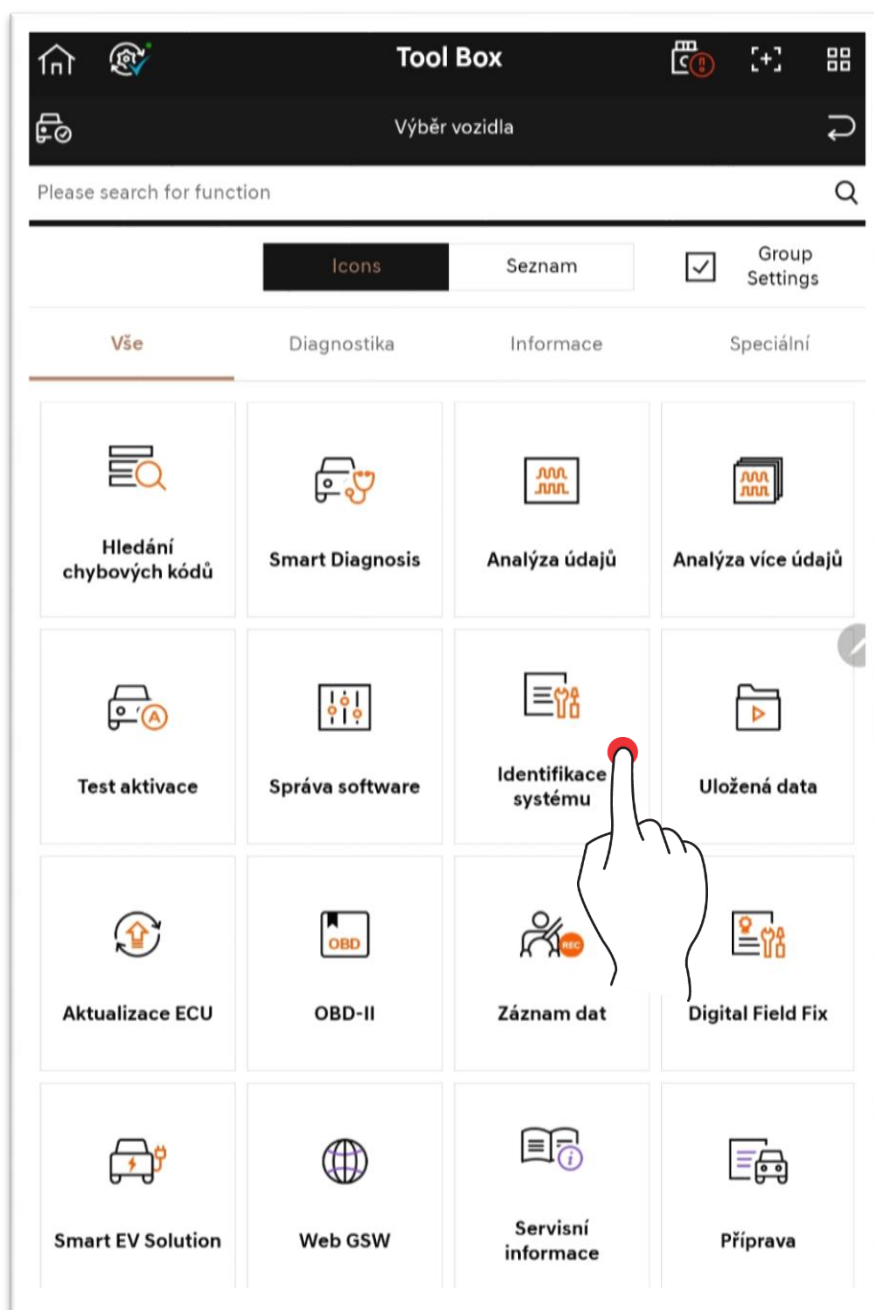 Tool Box
Výběr vozidla
Please search for function
Icons
Seznam
Group
Settings
Vše
Diagnostika
Informace
Speciální
Hledání
chybových kódů
Smart Diagnosis
Analýza údajů
Analýza více údajů
Test aktivace
Správa software
Identifikace
systému
Uložená data
A
Aktualizace ECU
OBD
OBD-II
REC
Záznam dat
Digital Field Fix
Smart EV Solution
Web GSW
Servisní
informace
Příprava